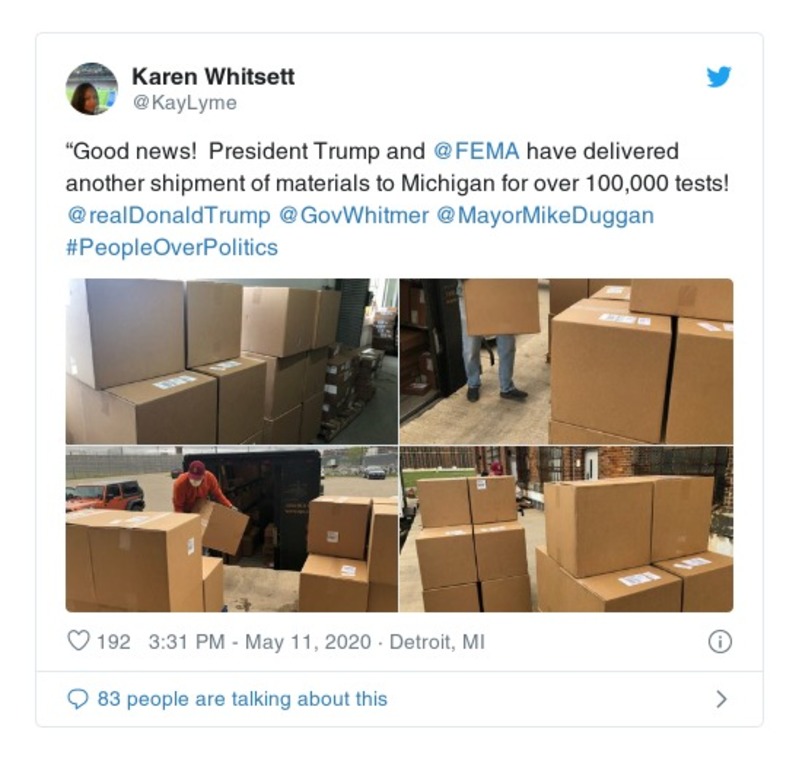 Karen Whitsett
@KayLyme
“Good news!  President Trump and @FEMA have delivered
another shipment of materials to Michigan for over 100,000 tests!
@realDonaldTrump @GovWhitmer @MayorMikeDuggan
#PeopleOverPolitics
192 3:31 PM - May 11, 2020 · Detroit, MI
83 people are talking about this